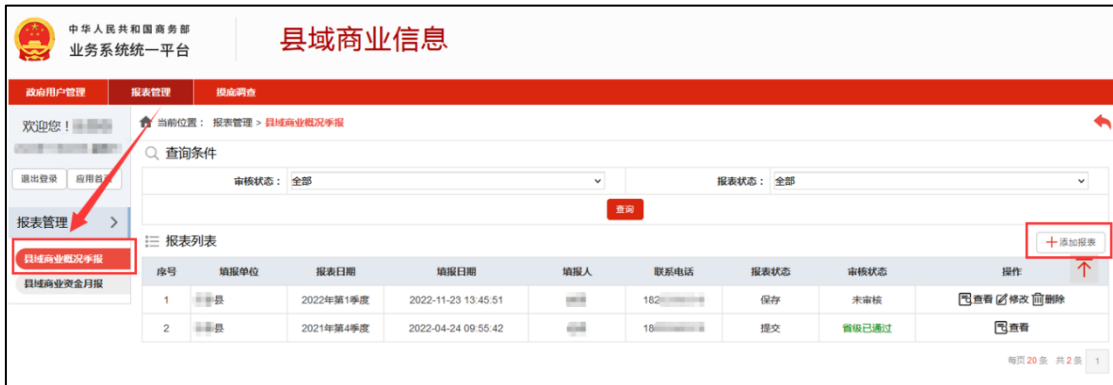 中华人民共和国商务部
业务系统统一平台
县域商业信息
政府用户管理 报表管理 摸底调查
欢迎您！
当前位置： 报表管理 > 县域商业概况季报
查询条件
退出登录 应用首
审核状态： 全部 报表状态： 全部
查询
报表管理 >
报表列表 添加报表
县域商业概况季报
县域商业资金月报
序号 填报单位 报表日期 填报日期 填报人 联系电话 报表状态 审核状态 操作
1 县 2022年第1季度 2022-11-23 13:45:51 182 保存 未审核 查看 修改 删除
2 县 2021年第4季度 2022-04-24 09:55:42 18 提交 省级已通过 查看
每页 20 条 共 2 条 1